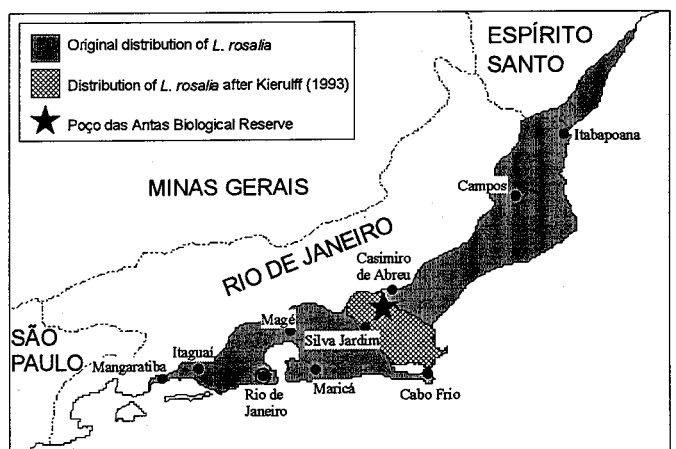 Original distribution of L. rosalia
Distribution of L. rosalia after Kierulff (1993)
Poço das Antas Biological Reserve
ESPÍRITO
SANTO
Itabapoana
MINAS GERAIS
Campos
RIO DE JANEIRO
Casimiro
de Abreu
Magé
Silva Jardim
SÃO
PAULO
Itaguaí
Mangaratiba
Rio de
Janeiro
Maricá
Cabo Frio